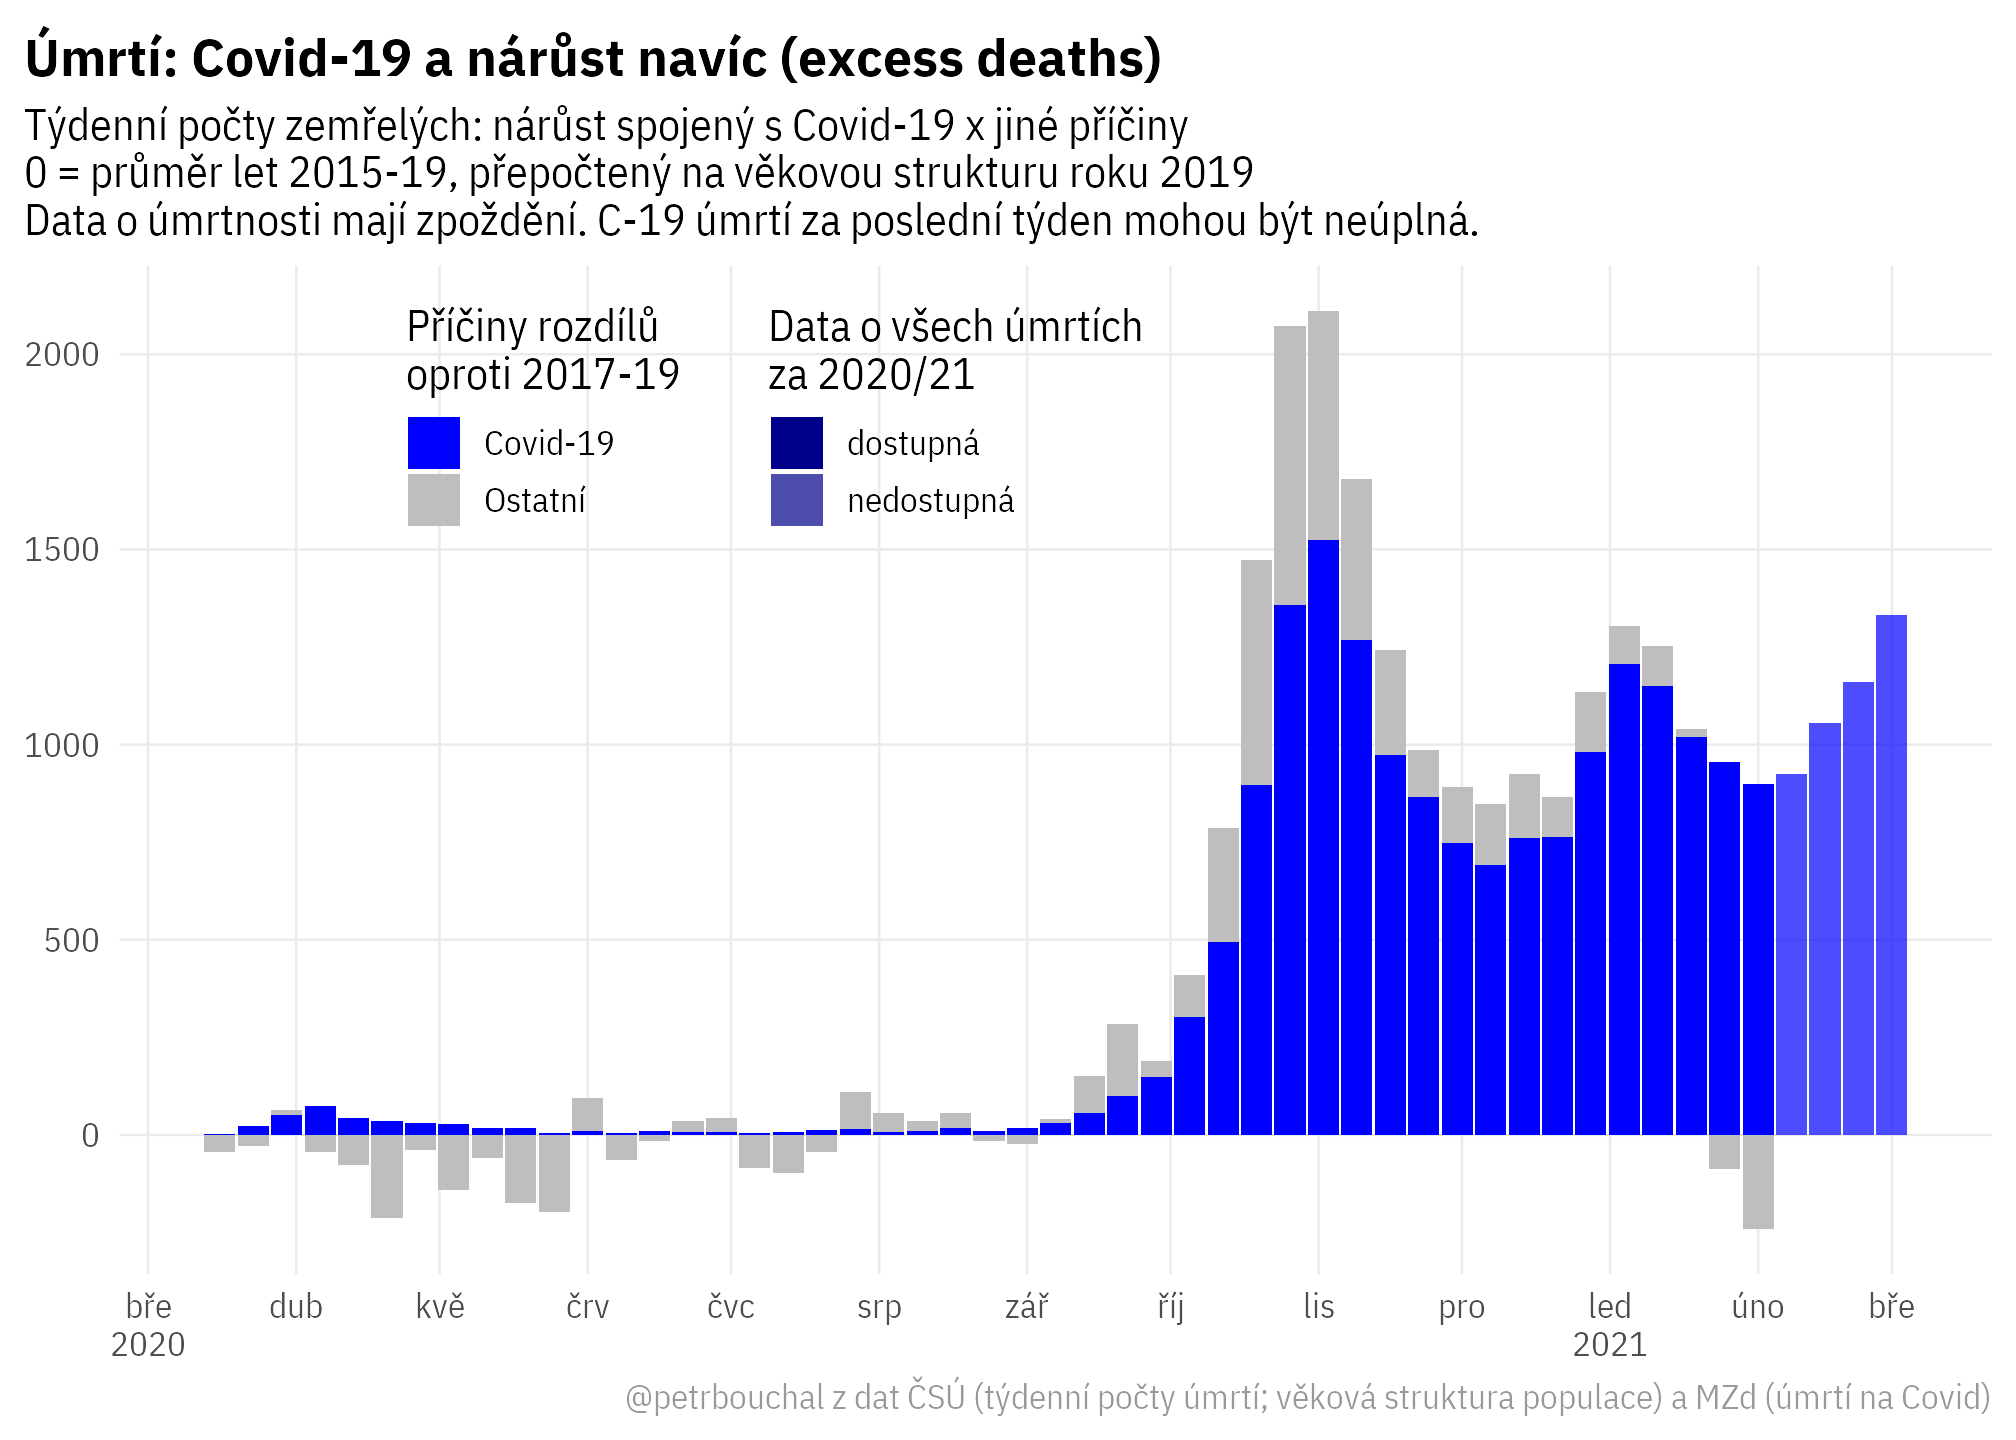 Úmrtí: Covid-19 a nárůst navíc (excess deaths)
Týdenní počty zemřelých: nárůst spojený s Covid-19 x jiné příčiny
0 = průměr let 2015-19, přepočtený na věkovou strukturu roku 2019
Data o úmrtnosti mají zpoždění. C-19 úmrtí za poslední týden mohou být neúplná.
Příčiny rozdílů
oproti 2017-19
Covid-19
Ostatní
Data o všech úmrtích
za 2020/21
dostupná
nedostupná
2000
1500
1000
500
0
bře dub kvě črv čvc srp zář říj lis pro led úno bře
2020 2021
@petrbouchal z dat ČSÚ (týdenní počty úmrtí; věková struktura populace) a MZd (úmrtí na Covid)